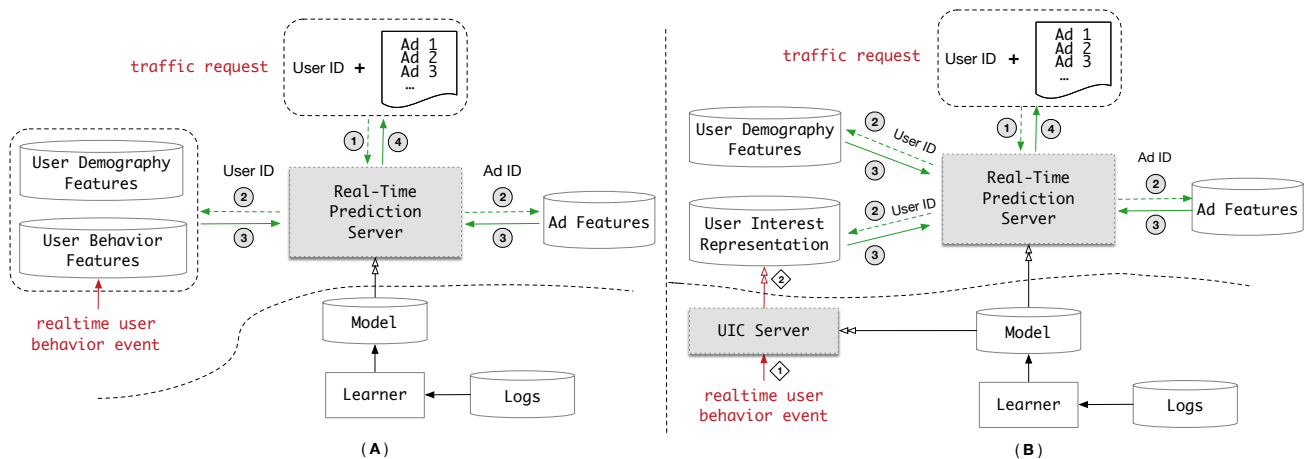 traffic request
User ID +
Ad 1
Ad 2
Ad 3
...
1
4
User Demography
Features
User Behavior
Features
User ID
2
3
Real-Time
Prediction
Server
Ad ID
2
3
Ad Features
realtime user
behavior event
Model
Learner
Logs
(A)
traffic request
User ID +
Ad 1
Ad 2
Ad 3
...
1
4
User Demography
Features
2
User ID
3
User Interest
Representation
2
User ID
3
Real-Time
Prediction
Server
Ad ID
2
3
Ad Features
2
UIC Server
Model
1
realtime user
behavior event
Learner
Logs
(B)